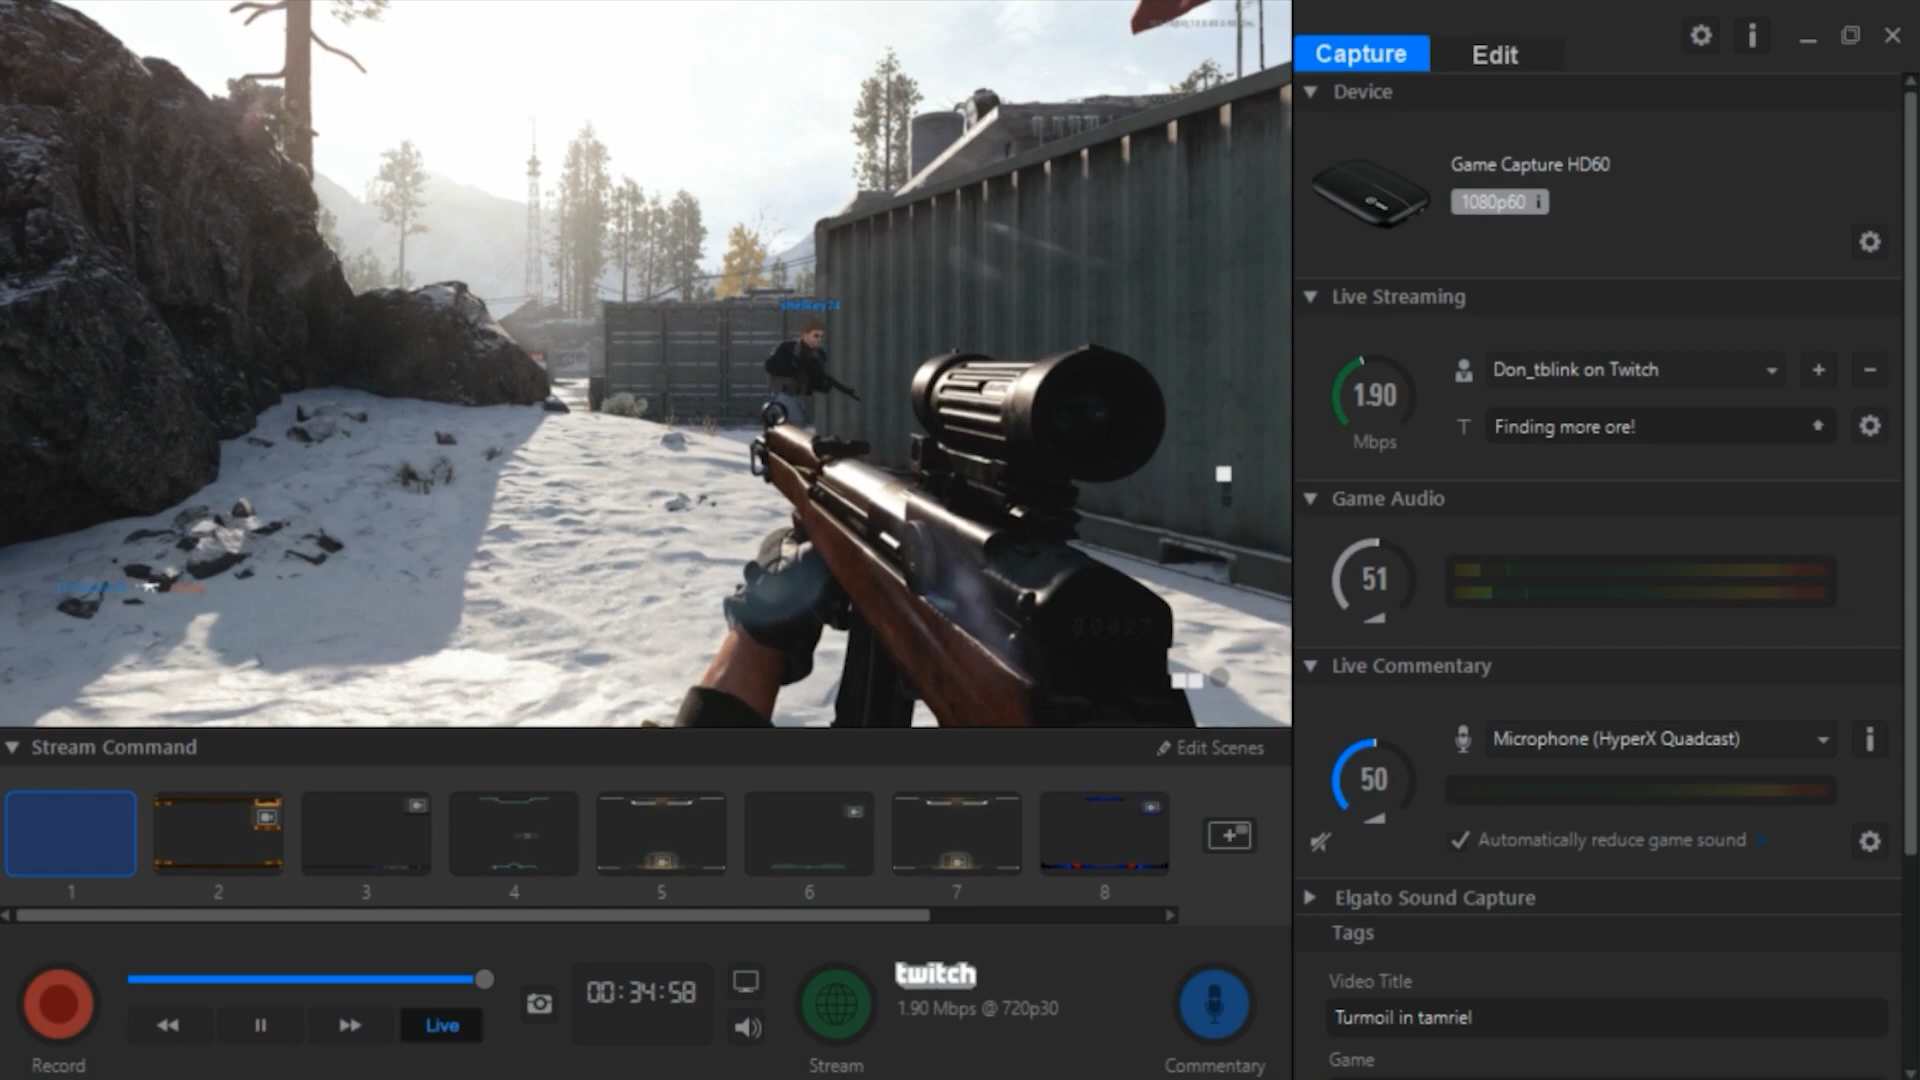 shelkey74
Capture
Edit
Device
Game Capture HD60
1080p60 i
Live Streaming
1.90
Mbps
Don_tblink on Twitch
T
Finding more ore!
Game Audio
51
Live Commentary
50
Microphone (HyperX Quadcast)
Automatically reduce game sound
Elgato Sound Capture
Tags
Video Title
Turmoil in tamriel
Game
Stream Command
Edit Scenes
1
2
3
4
5
6
7
8
Record
Live
00:34:58
Stream
twitch
1.90 Mbps @ 720p30
Commentary